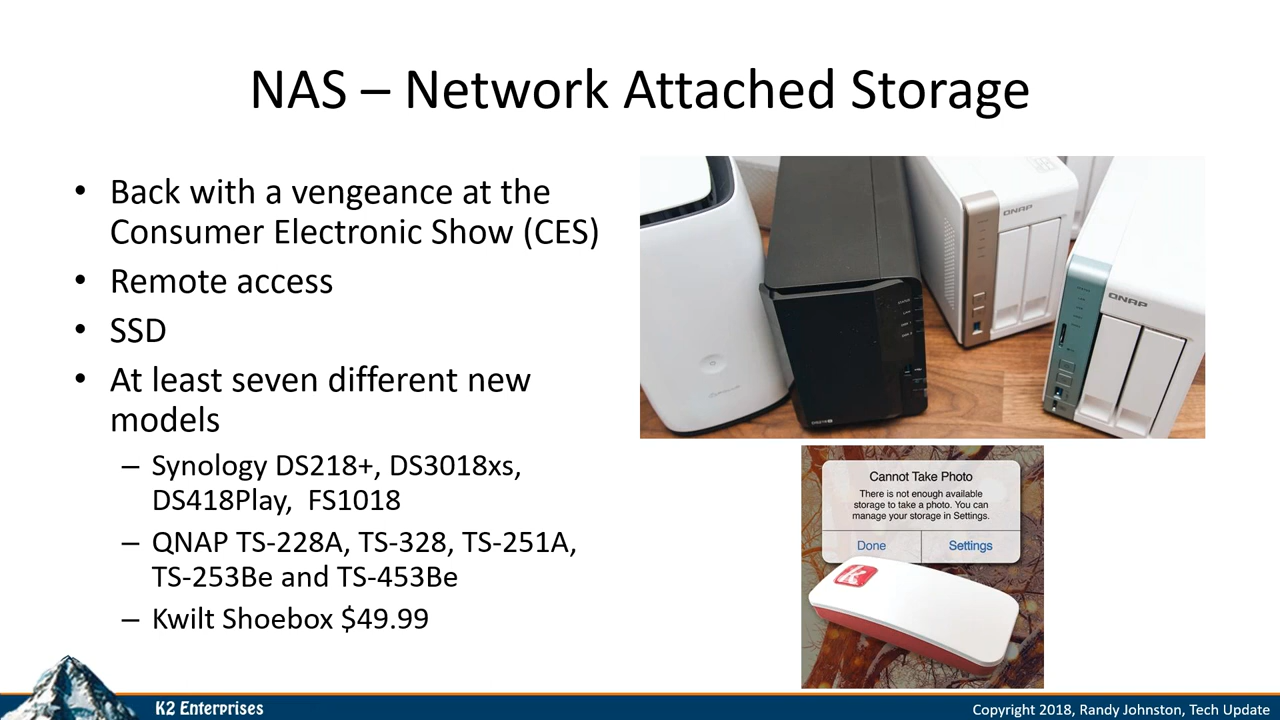 NAS – Network Attached Storage
• Back with a vengeance at the
Consumer Electronic Show (CES)
• Remote access
• SSD
• At least seven different new
models
– Synology DS218+, DS3018xs,
DS418Play, FS1018
– QNAP TS-228A, TS-328, TS-251A,
TS-253Be and TS-453Be
– Kwilt Shoebox $49.99
QNAP
QNAP
Cannot Take Photo
There is not enough available
storage to take a photo. You can
manage your storage in Settings.
Done
Settings
k
K2 Enterprises
Copyright 2018, Randy Johnston, Tech Update